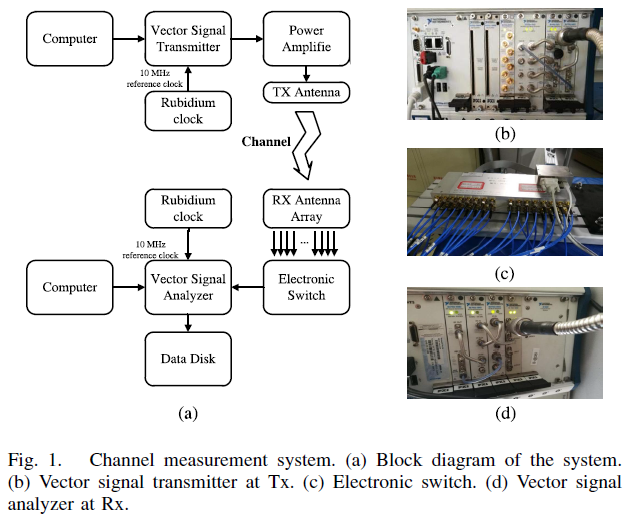 Computer
Vector Signal
Transmitter
Power
Amplifie
10 MHz
reference clock
TX Antenna
Rubidium
clock
Channel
(b)
Rubidium
clock
RX Antenna
Array
10 MHz
reference clock
...
(c)
Computer
Vector Signal
Analyzer
Electronic
Switch
Data Disk
(a)
(d)
Fig. 1. Channel measurement system. (a) Block diagram of the system.
(b) Vector signal transmitter at Tx. (c) Electronic switch. (d) Vector signal
analyzer at Rx.